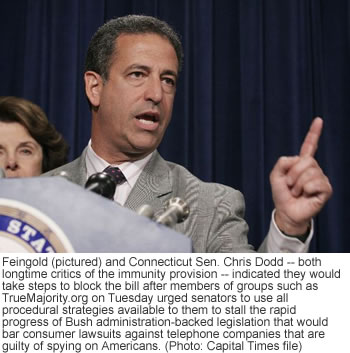 STA
Feingold (pictured) and Connecticut Sen. Chris Dodd -- both
longtime critics of the immunity provision -- indicated they would
take steps to block the bill after members of groups such as
TrueMajority.org on Tuesday urged senators to use all
procedural strategies available to them to stall the rapid
progress of Bush administration-backed legislation that would
bar consumer lawsuits against telephone companies that are
guilty of spying on Americans. (Photo: Capital Times file)